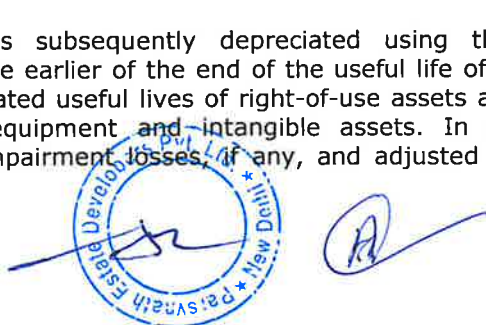 s subsequently depreciated using th
e earlier of the end of the useful life of
ated useful lives of right-of-use assets a
equipment and intangible assets. In
npairment losses, if any, and adjusted
Parsvnath Estate Developers Pvt. Ltd. * New Delhi *